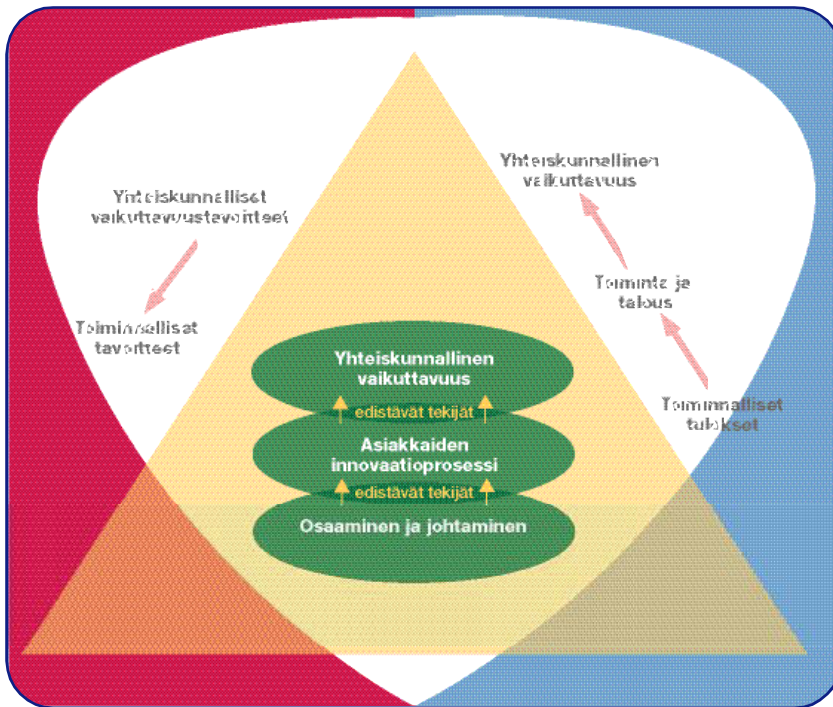 Yhteiskunnalliset
vaikuttavuustavoitteet
Toiminnalliset
tavoitteet
Yhteiskunnallinen
vaikuttavuus
Toiminta ja
talous
Toiminnalliset
tulokset
Yhteiskunnallinen
vaikuttavuus
edistävät tekijät
Asiakkaiden
innovaatioprosessi
edistävät tekijät
Osaaminen ja johtaminen